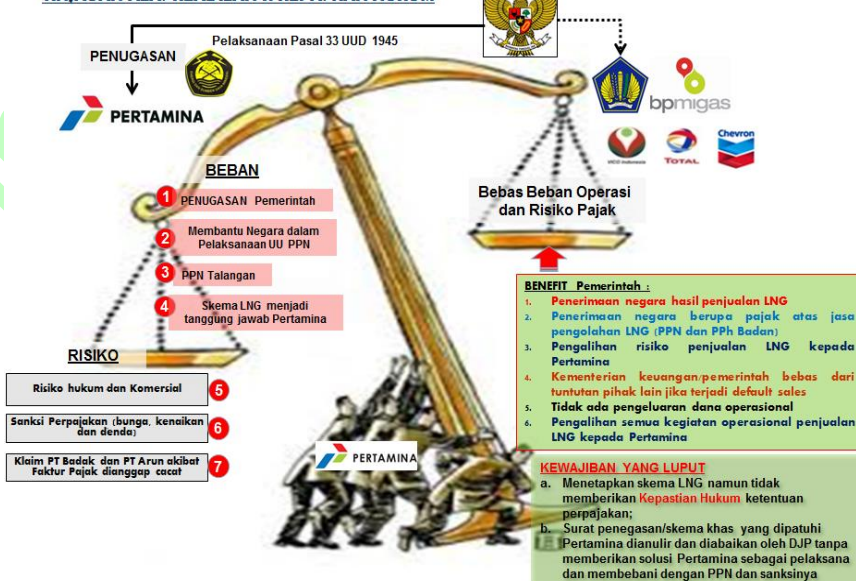 Pelaksanaan Pasal 33 UUD 1945
PENUGASAN
PERTAMINA
bpmigas
VICO Indonesia
TOTAL
Chevron
BEBAN
1 PENUGASAN Pemerintah
2 Membantu Negara dalam
Pelaksanaan UU PPN
3 PPN Talangan
4 Skema LNG menjadi
tanggung jawab Pertamina
RISIKO
Risiko hukum dan Komersial 5
Sanksi Perpajakan (bunga, kenaikan
dan denda) 6
Klaim PT Badak dan PT Arun akibat
Faktur Pajak dianggap cacat 7
PERTAMINA
Bebas Beban Operasi
dan Risiko Pajak
BENEFIT Pemerintah :
1. Penerimaan negara hasil penjualan LNG
2. Penerimaan negara berupa pajak atas jasa
pengolahan LNG (PPN dan PPh Badan)
3. Pengalihan risiko penjualan LNG kepada
Pertamina
4. Kementerian keuangan/pemerintah bebas dari
tuntutan pihak lain jika terjadi default sales
5. Tidak ada pengeluaran dana operasional
6. Pengalihan semua kegiatan operasional penjualan
LNG kepada Pertamina
KEWAJIBAN YANG LUPUT
a. Menetapkan skema LNG namun tidak
memberikan Kepastian Hukum ketentuan
perpajakan;
b. Surat penegasan/skema khas yang dipatuhi
Pertamina dianulir dan diabaikan oleh DJP tanpa
memberikan solusi Pertamina sebagai pelaksana
dan membebani dengan PPN dan sanksinya